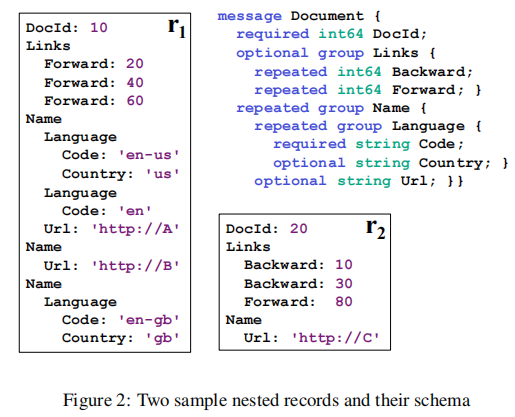 DocId: 10 r1
Links
Forward: 20
Forward: 40
Forward: 60
Name
Language
Code: 'en-us'
Country: 'us'
Language
Code: 'en'
Url: 'http://A'
Name
Url: 'http://B'
Name
Language
Code: 'en-gb'
Country: 'gb'
message Document {
required int64 DocId;
optional group Links {
repeated int64 Backward;
repeated int64 Forward; }
repeated group Name {
repeated group Language {
required string Code;
optional string Country; }
optional string Url; }}
DocId: 20 r2
Links
Backward: 10
Backward: 30
Forward: 80
Name
Url: 'http://C'
Figure 2: Two sample nested records and their schema